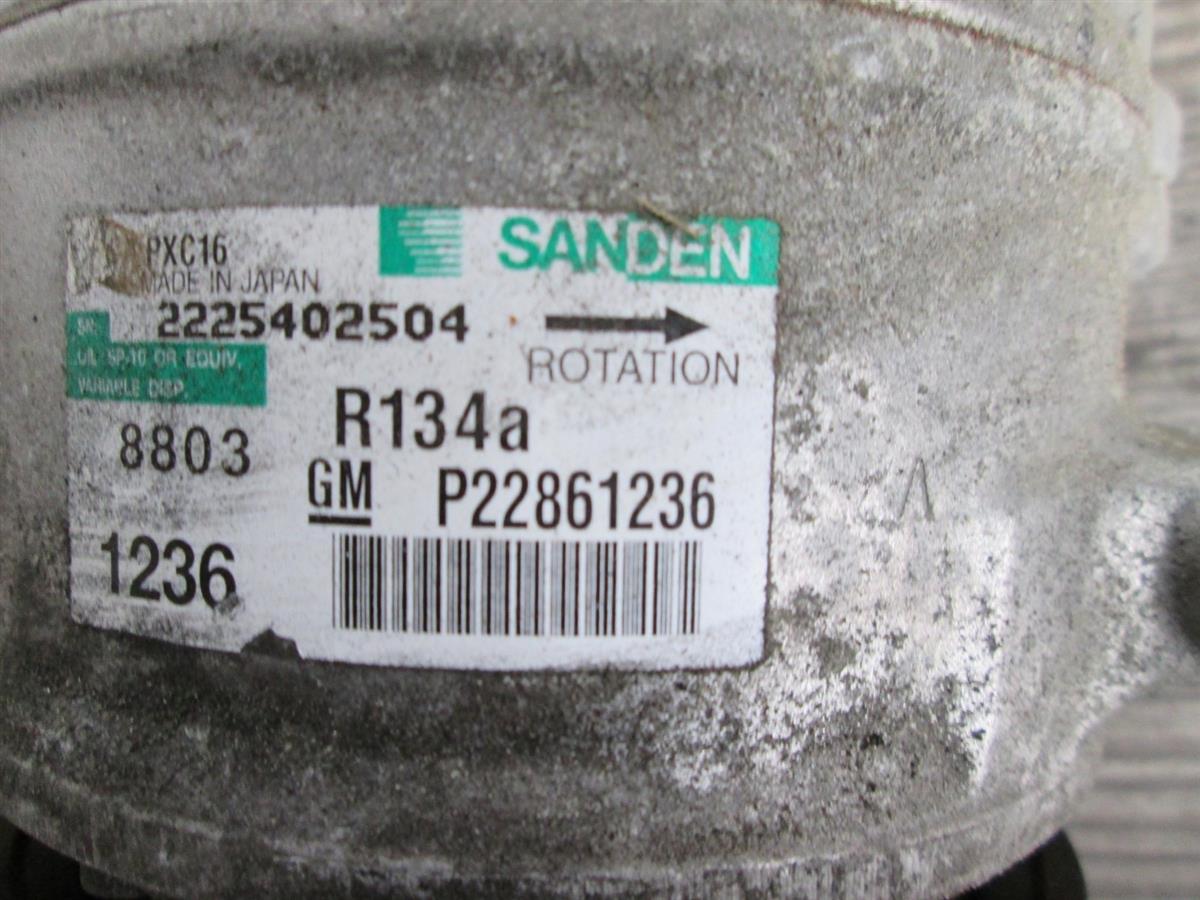 PXC16
SANDEN
MADE IN JAPAN
2225402504
ROTATION
OIL SP-10 OR EQUIV.
VARIABLE DISP.
R134a
8803
GM P22861236
1236